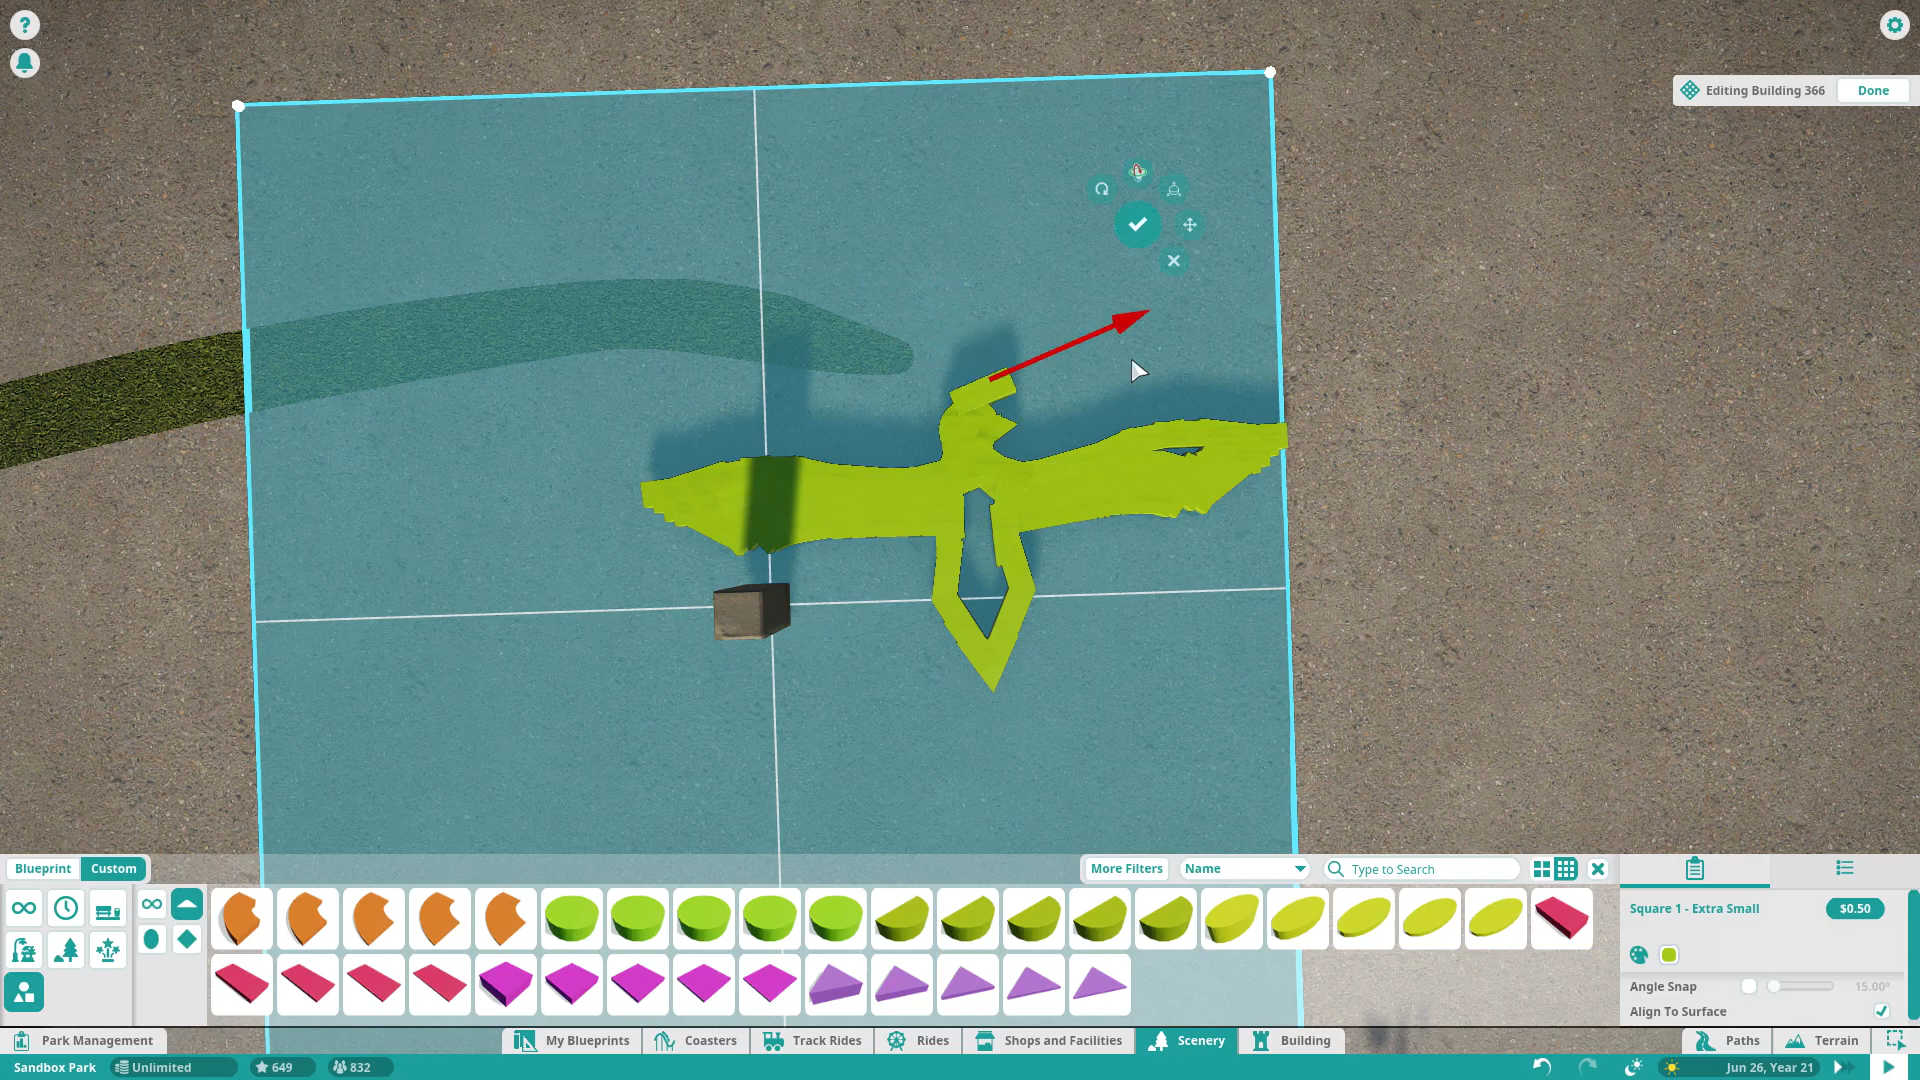 ?
Editing Building 366
Done
Blueprint
Custom
More Filters
Name
Type to Search
Square 1 - Extra Small
$0.50
Angle Snap
15.00°
Align To Surface
Park Management
My Blueprints
Coasters
Track Rides
Rides
Shops and Facilities
Scenery
Building
Paths
Terrain
Sandbox Park
Unlimited
649
832
Jun 26, Year 21